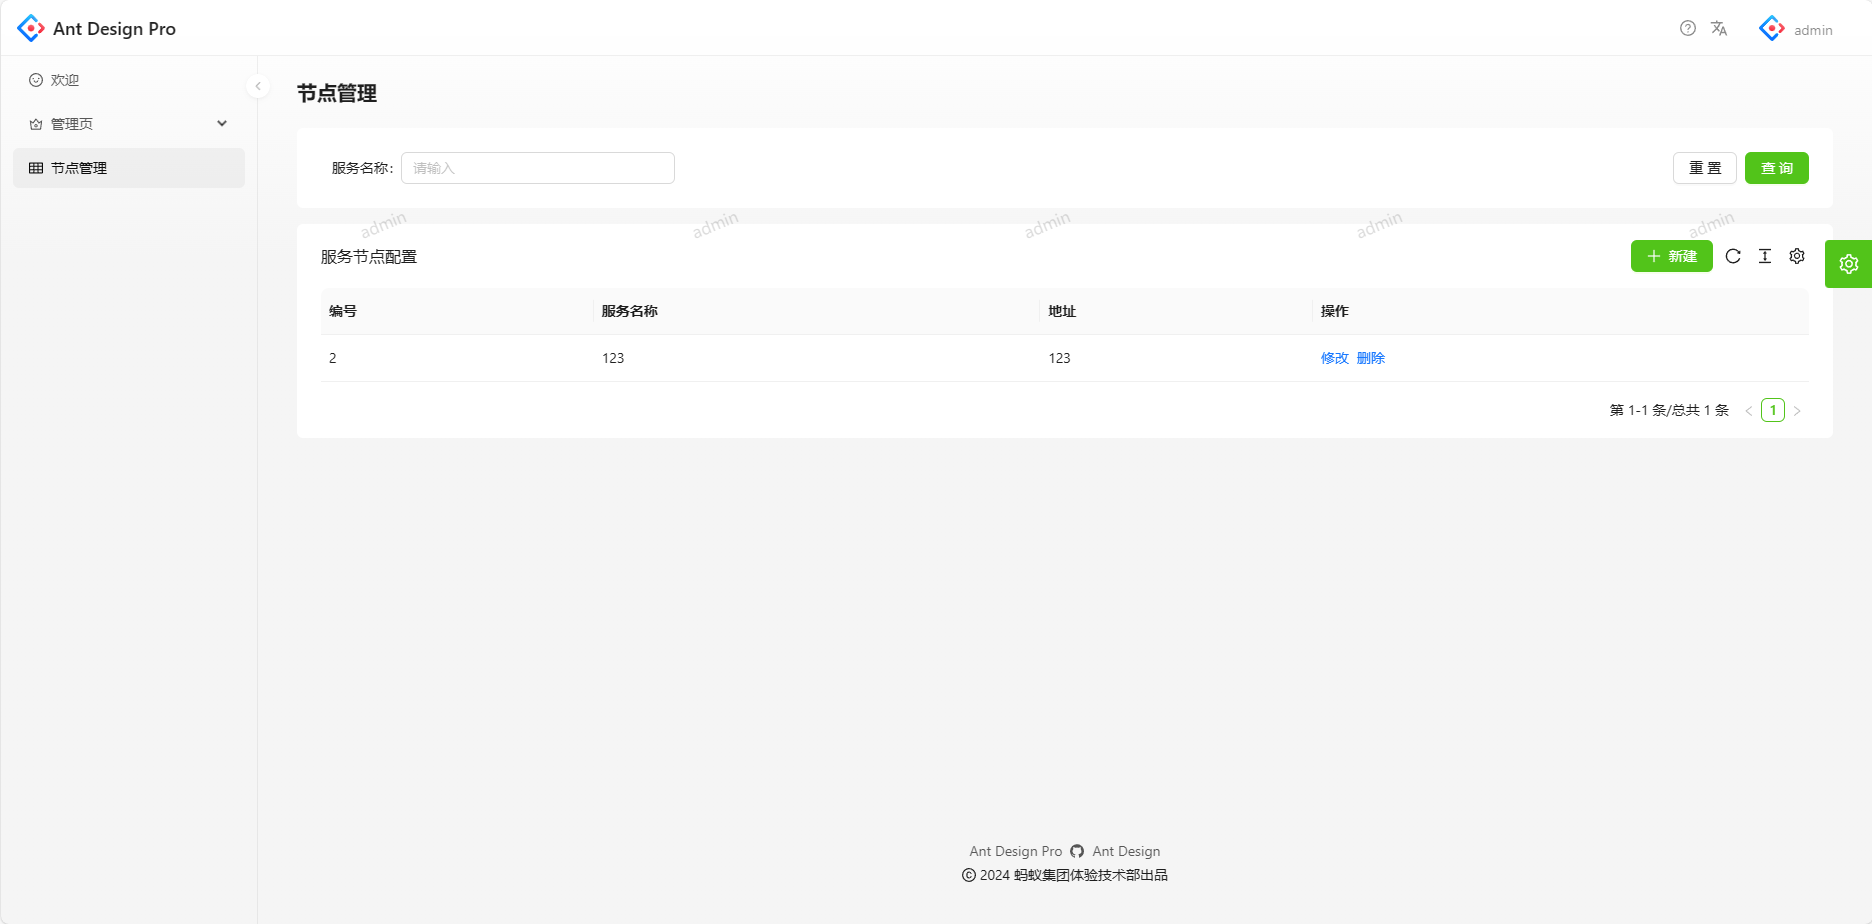 Ant Design Pro
admin
欢迎
管理页
节点管理
节点管理
服务名称:
请输入
重 置
查 询
admin
admin
admin
admin
admin
服务节点配置
新建
编号
服务名称
地址
操作
2
123
123
修改 删除
第 1-1 条/总共 1 条
1
Ant Design Pro
Ant Design
© 2024 蚂蚁集团体验技术部出品